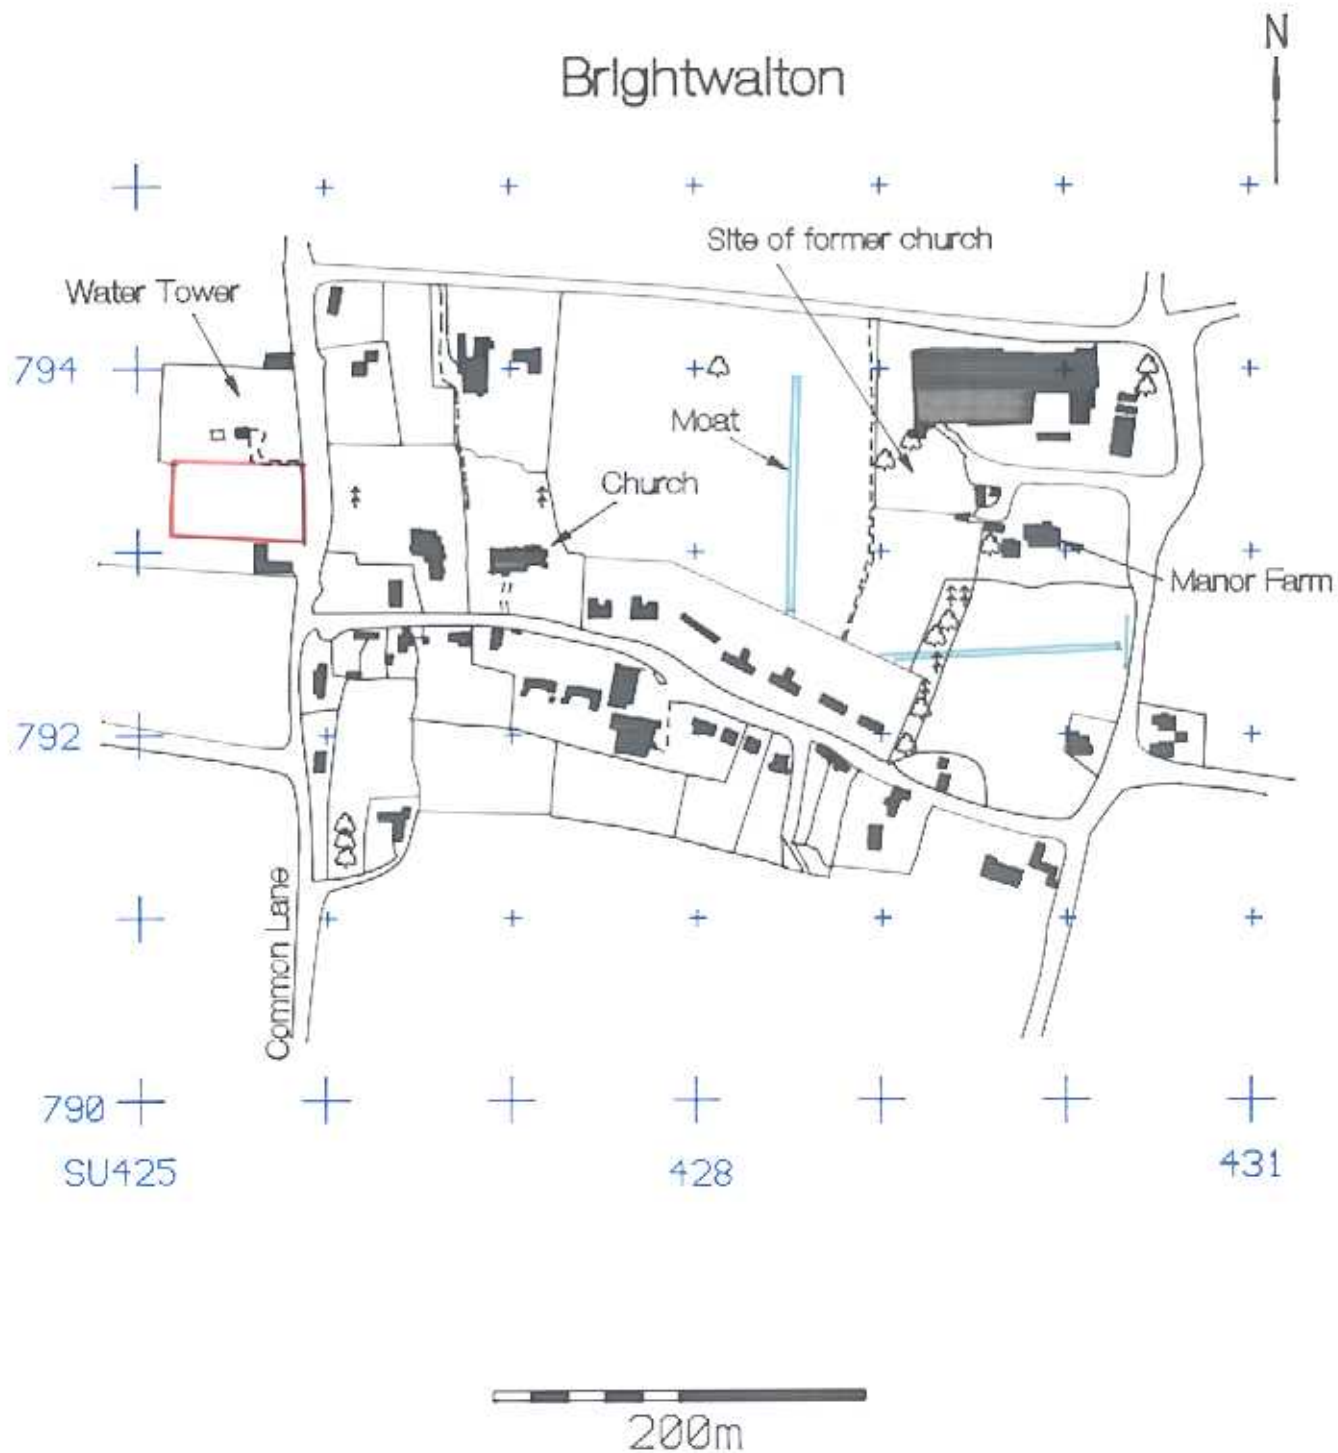 N
Brightwalton
Site of former church
Water Tower
794
Moat
Church
Manor Farm
792
Common Lane
790
SU425
428
431
200m